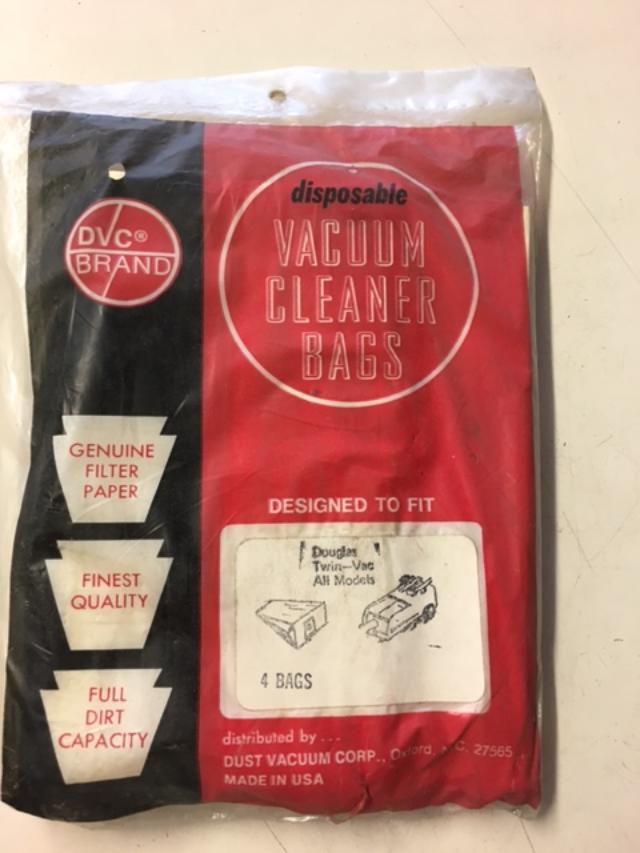 DVC®
BRAND
disposable
VACUUM
CLEANER
BAGS
GENUINE
FILTER
PAPER
FINEST
QUALITY
FULL
DIRT
CAPACITY
DESIGNED TO FIT
Douglas
Twin-Vac
All Models
4 BAGS
distributed by ...
DUST VACUUM CORP., Oxford, N.C. 27565
MADE IN USA